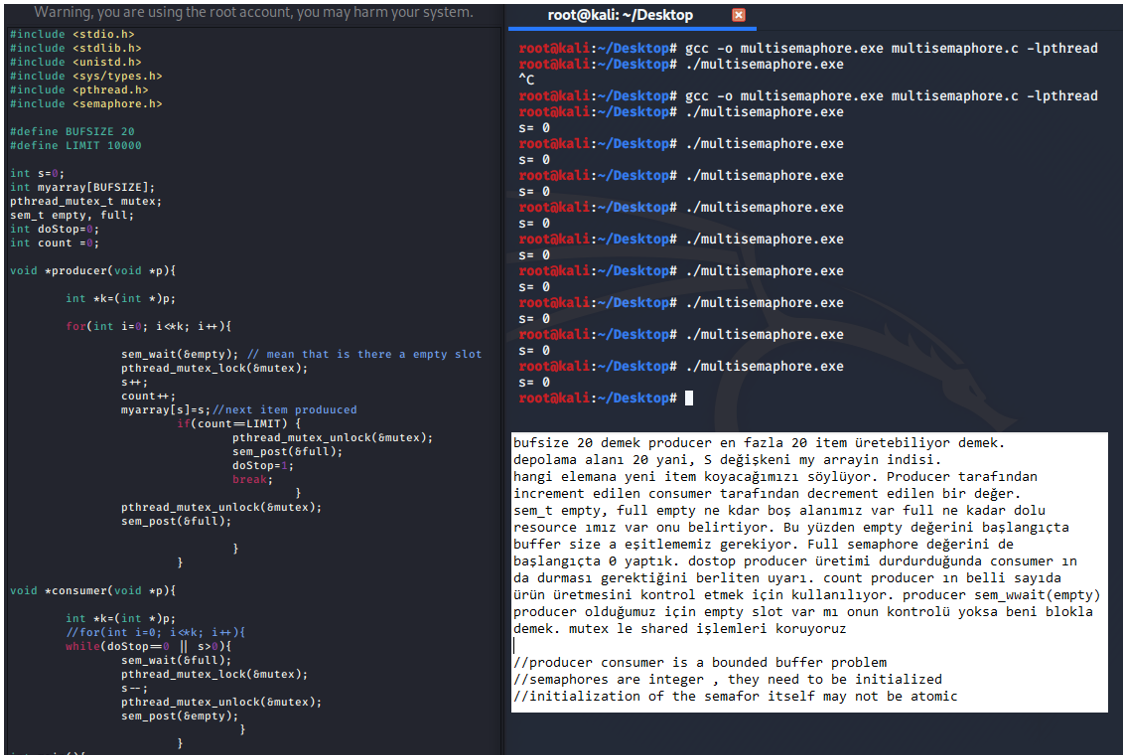 Warning, you are using the root account, you may harm your system.
#include <stdio.h>
#include <stdlib.h>
#include <unistd.h>
#include <sys/types.h>
#include <pthread.h>
#include <semaphore.h>
#define BUFSIZE 20
#define LIMIT 10000
int s=0;
int myarray[BUFSIZE];
pthread_mutex_t mutex;
sem_t empty, full;
int doStop=0;
int count =0;
void *producer(void *p){
int *k=(int *)p;
for(int i=0; i<*k; i++){
sem_wait(&empty); // mean that is there a empty slot
pthread_mutex_lock(&mutex);
s++;
count++;
myarray[s]=s;//next item produuced
if(count==LIMIT) {
pthread_mutex_unlock(&mutex);
sem_post(&full);
doStop=1;
break;
}
pthread_mutex_unlock(&mutex);
sem_post(&full);
}
}
void *consumer(void *p){
int *k=(int *)p;
//for(int i=0; i<*k; i++){
while(doStop==0 || s>0){
sem_wait(&full);
pthread_mutex_lock(&mutex);
s--;
pthread_mutex_unlock(&mutex);
sem_post(&empty);
}
}
root@kali: ~/Desktop
root@kali:~/Desktop# gcc -o multisemaphore.exe multisemaphore.c -lpthread
root@kali:~/Desktop# ./multisemaphore.exe
^C
root@kali:~/Desktop# gcc -o multisemaphore.exe multisemaphore.c -lpthread
root@kali:~/Desktop# ./multisemaphore.exe
s= 0
root@kali:~/Desktop# ./multisemaphore.exe
s= 0
root@kali:~/Desktop# ./multisemaphore.exe
s= 0
root@kali:~/Desktop# ./multisemaphore.exe
s= 0
root@kali:~/Desktop# ./multisemaphore.exe
s= 0
root@kali:~/Desktop# ./multisemaphore.exe
s= 0
root@kali:~/Desktop# ./multisemaphore.exe
s= 0
root@kali:~/Desktop# ./multisemaphore.exe
s= 0
root@kali:~/Desktop# ./multisemaphore.exe
s= 0
root@kali:~/Desktop#
bufsize 20 demek producer en fazla 20 item üretebiliyor demek.
depolama alanı 20 yani, S değişkeni my arrayin indisi.
hangi elemana yeni item koyacağımızı söylüyor. Producer tarafından
increment edilen consumer tarafından decrement edilen bir değer.
sem_t empty, full empty ne kdar boş alanımız var full ne kadar dolu
resource ımız var onu belirtiyor. Bu yüzden empty değerini başlangıçta
buffer size a eşitlememiz gerekiyor. Full semaphore değerini de
başlangıçta 0 yaptık. dostop producer üretimi durdurduğunda consumer ın
da durması gerektiğini berliten uyarı. count producer ın belli sayıda
ürün üretmesini kontrol etmek için kullanılıyor. producer sem_wwait(empty)
producer olduğumuz için empty slot var mı onun kontrolü yoksa beni blokla
demek. mutex le shared işlemleri koruyoruz
//producer consumer is a bounded buffer problem
//semaphores are integer , they need to be initialized
//initialization of the semafor itself may not be atomic